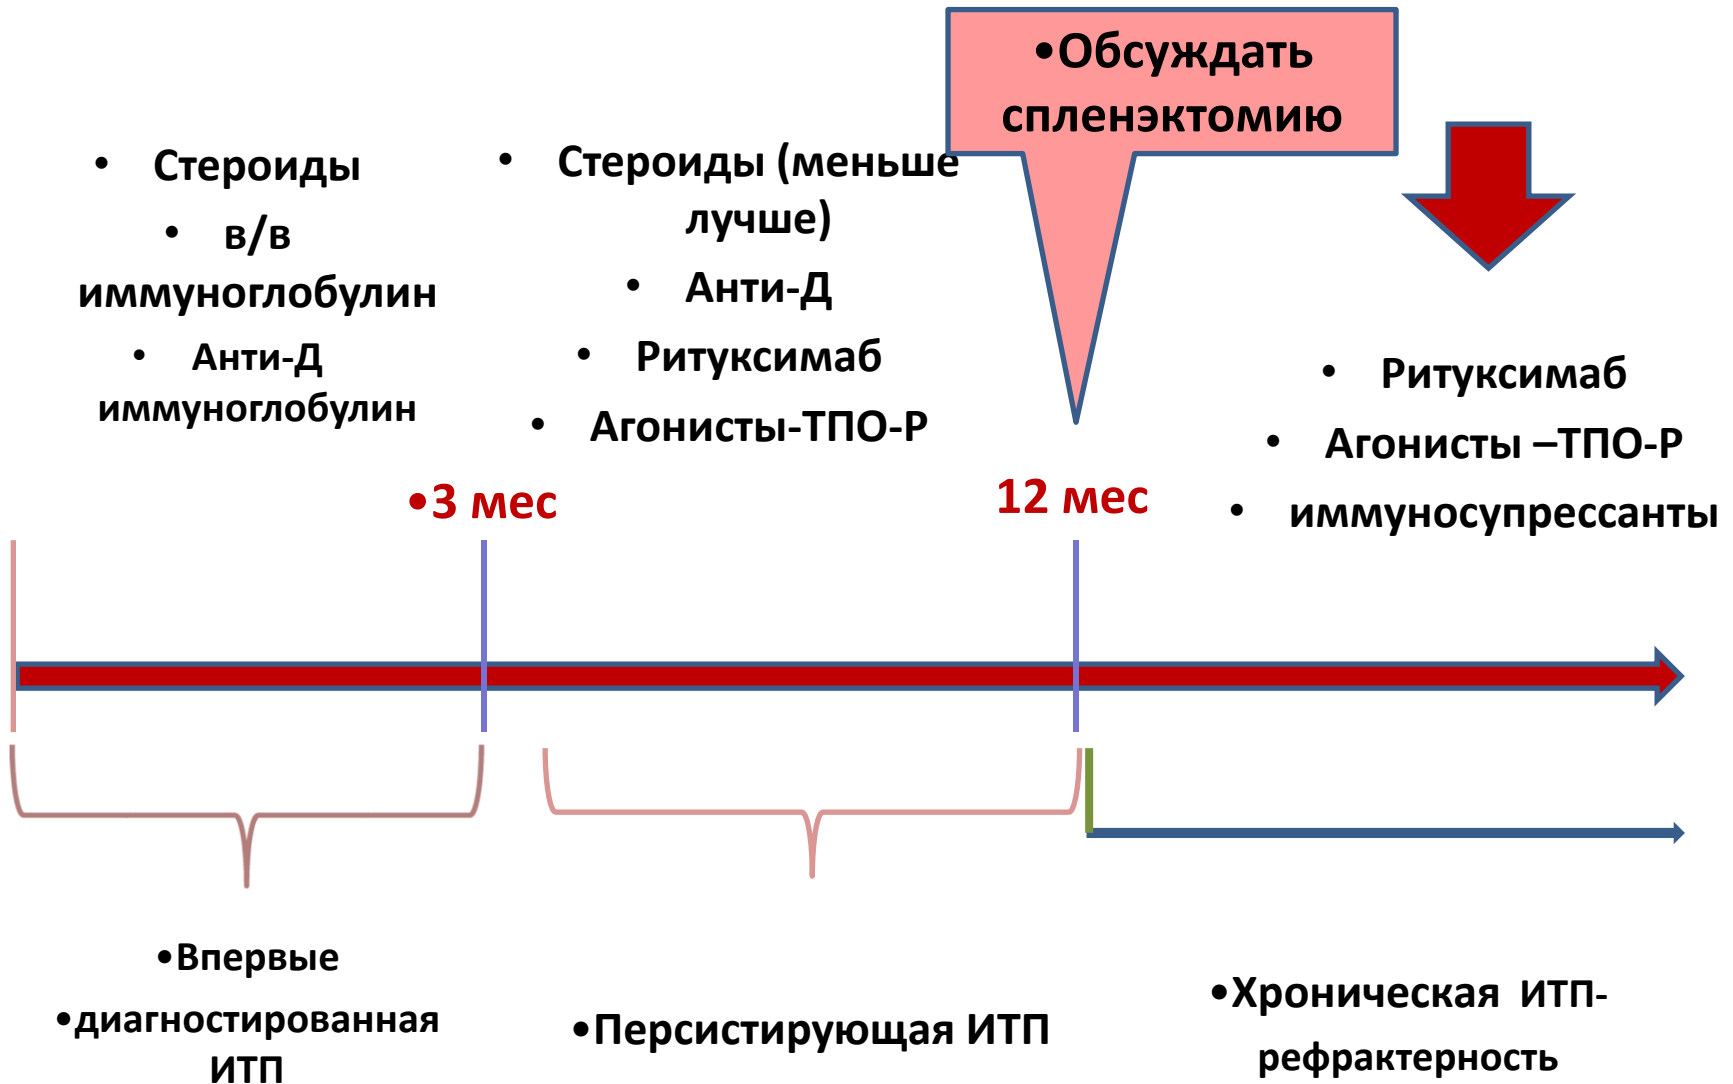 •Обсуждать
спленэктомию
• Стероиды
• в/в
иммуноглобулин
• Анти-Д
иммуноглобулин
• Стероиды (меньше
лучше)
• Анти-Д
• Ритуксимаб
• Агонисты-ТПО-Р
• Ритуксимаб
• Агонисты –ТПО-Р
• иммуносупрессанты
•3 мес
12 мес
•Впервые
•диагностированная
ИТП
•Персистирующая ИТП
•Хроническая ИТП-
рефрактерность